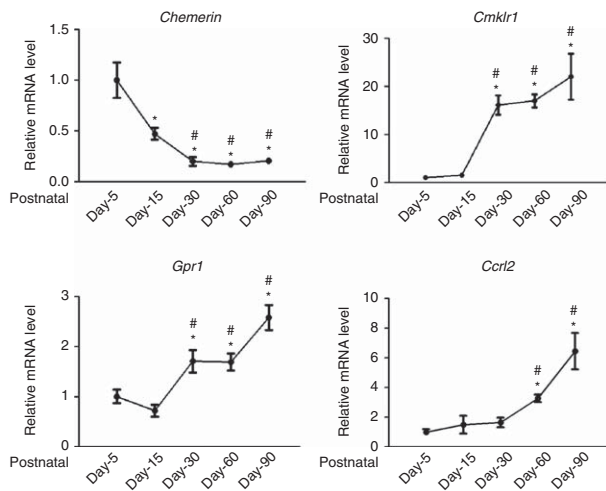 Chemerin
Relative mRNA level
1.5
1.0
0.5
0.0
*
#
*
#
*
#
*
Postnatal
Day-5
Day-15
Day-30
Day-60
Day-90
Cmklr1
Relative mRNA level
30
20
10
0
#
*
#
*
#
*
Postnatal
Day-5
Day-15
Day-30
Day-60
Day-90
Gpr1
Relative mRNA level
3
2
1
0
#
*
#
*
#
*
Postnatal
Day-5
Day-15
Day-30
Day-60
Day-90
Ccrl2
Relative mRNA level
10
8
6
4
2
0
#
*
#
*
Postnatal
Day-5
Day-15
Day-30
Day-60
Day-90